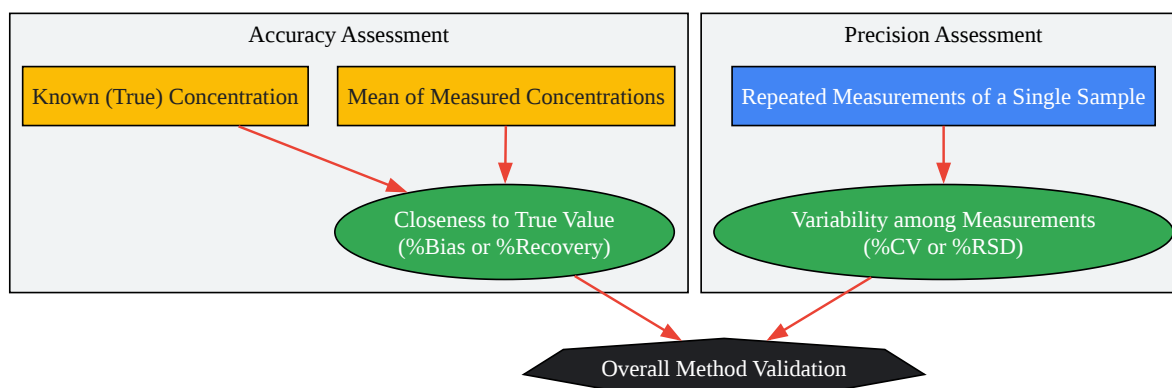 Accuracy Assessment
Known (True) Concentration
Mean of Measured Concentrations
Closeness to True Value
(%Bias or %Recovery)
Precision Assessment
Repeated Measurements of a Single Sample
Variability among Measurements
(%CV or %RSD)
Overall Method Validation